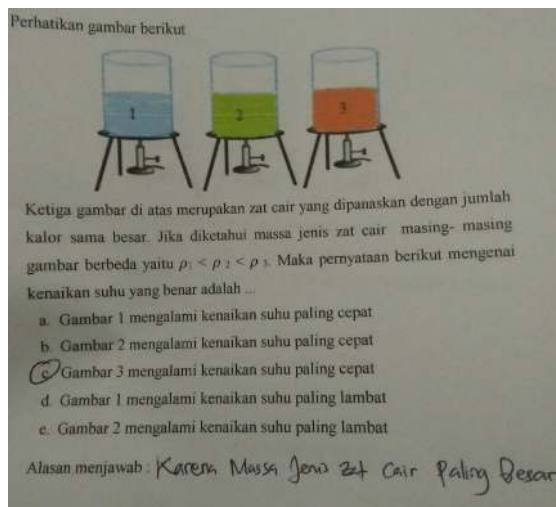 Perhatikan gambar berikut
1 2 3
Ketiga gambar di atas merupakan zat cair yang dipanaskan dengan jumlah
kalor sama besar. Jika diketahui massa jenis zat cair masing- masing
gambar berbeda yaitu ρ₁ < ρ ₂ < ρ ₃. Maka pernyataan berikut mengenai
kenaikan suhu yang benar adalah ...
a. Gambar 1 mengalami kenaikan suhu paling cepat
b. Gambar 2 mengalami kenaikan suhu paling cepat
c. Gambar 3 mengalami kenaikan suhu paling cepat
d. Gambar 1 mengalami kenaikan suhu paling lambat
e. Gambar 2 mengalami kenaikan suhu paling lambat
Alasan menjawab : Karena Massa Jenis Zat Cair Paling Besar